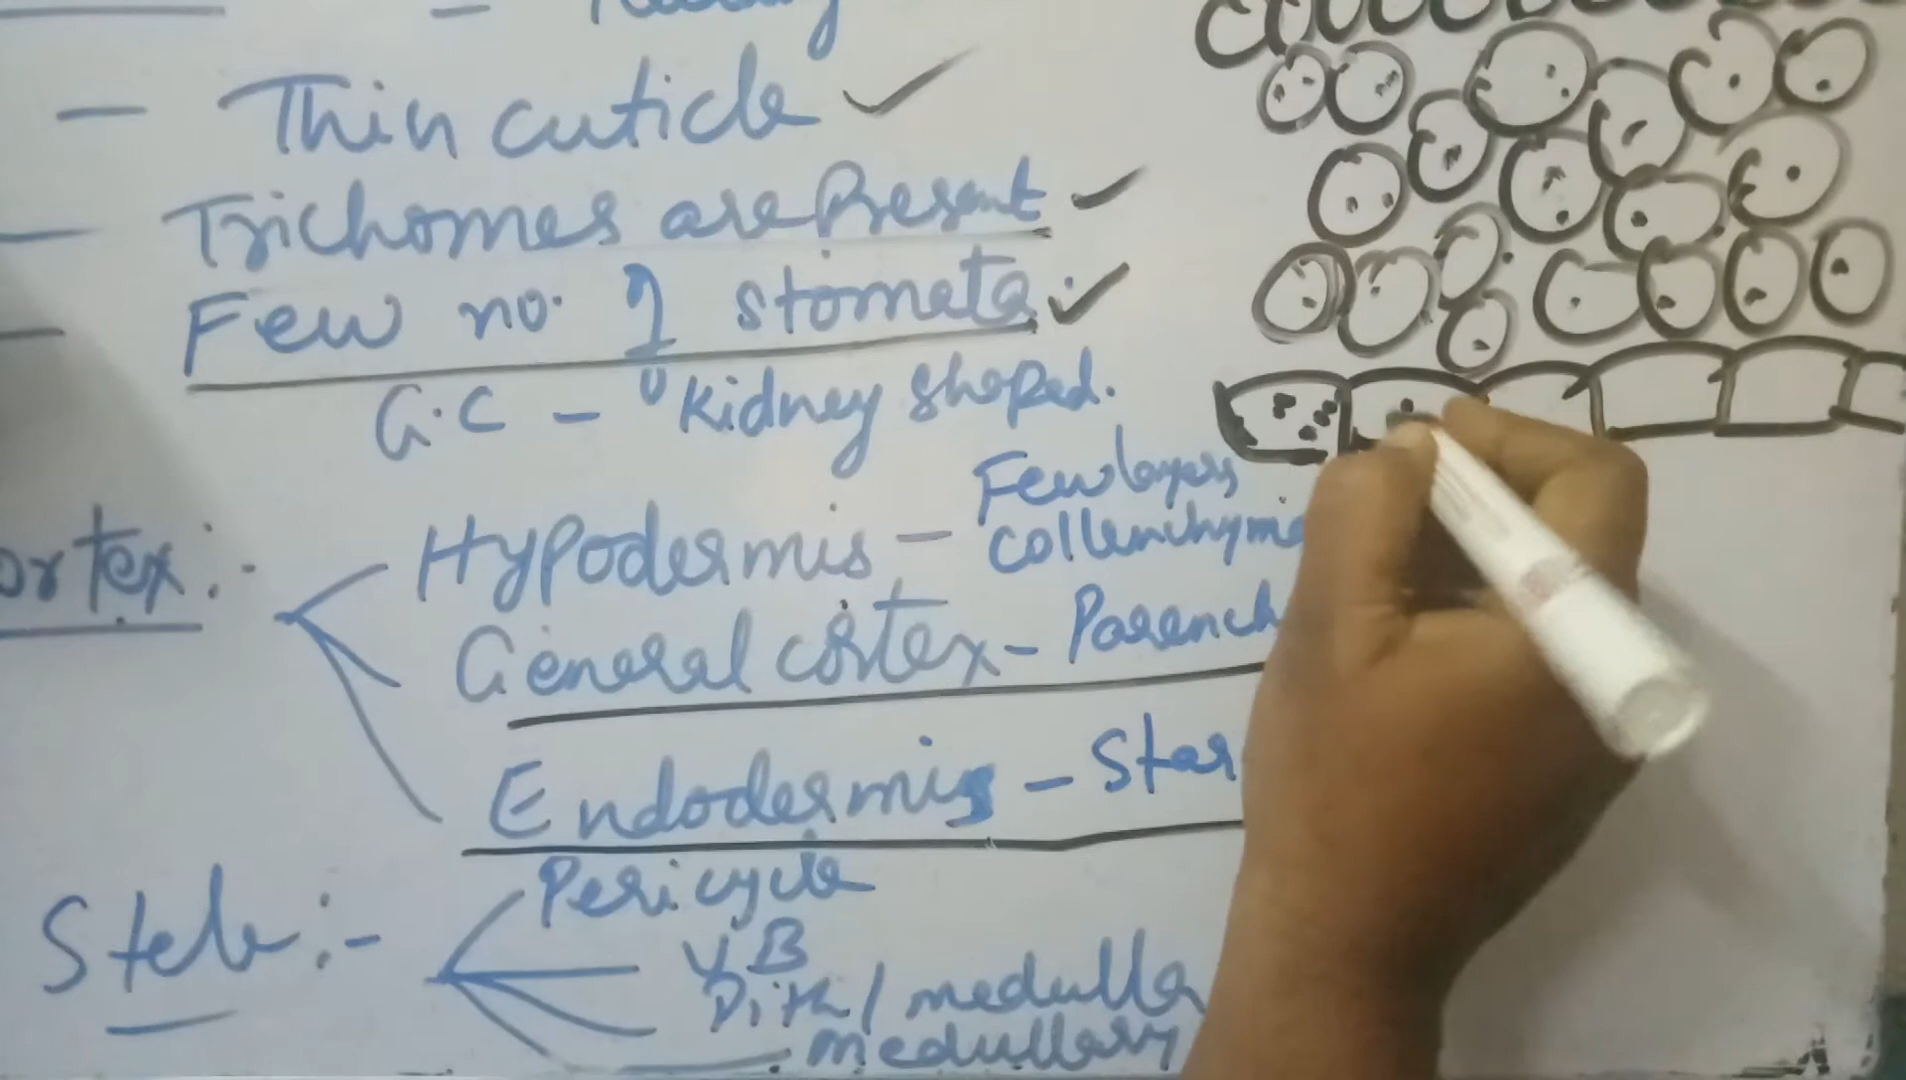 - Thin cuticle ✓
- Trichomes are Present ✓
- Few no. of stomata. ✓
G.C - "Kidney shaped.
Few layers
Hypodermis - collenchyma
ortex :-
General cortex - Parench
Endodermis - Star
Pericycle
Stele :-
VB
Pith / medulla
medullary